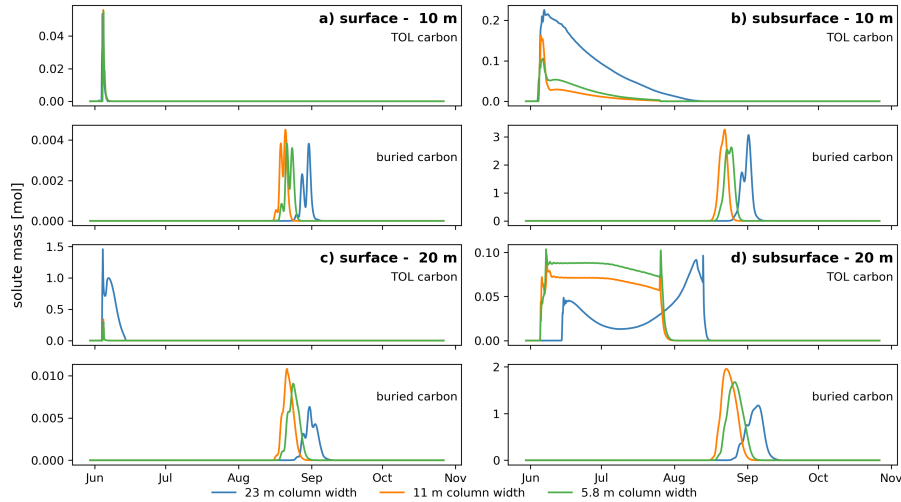 a) surface - 10 m
TOL carbon
0.04
0.02
0.00
b) subsurface - 10 m
TOL carbon
0.2
0.1
0.0
buried carbon
0.004
0.002
0.000
buried carbon
3
2
1
0
solute mass [mol]
c) surface - 20 m
TOL carbon
1.5
1.0
0.5
0.0
d) subsurface - 20 m
TOL carbon
0.10
0.05
0.00
buried carbon
0.010
0.005
0.000
Jun Jul Aug Sep Oct Nov
buried carbon
2
1
0
Jun Jul Aug Sep Oct Nov
23 m column width 11 m column width 5.8 m column width